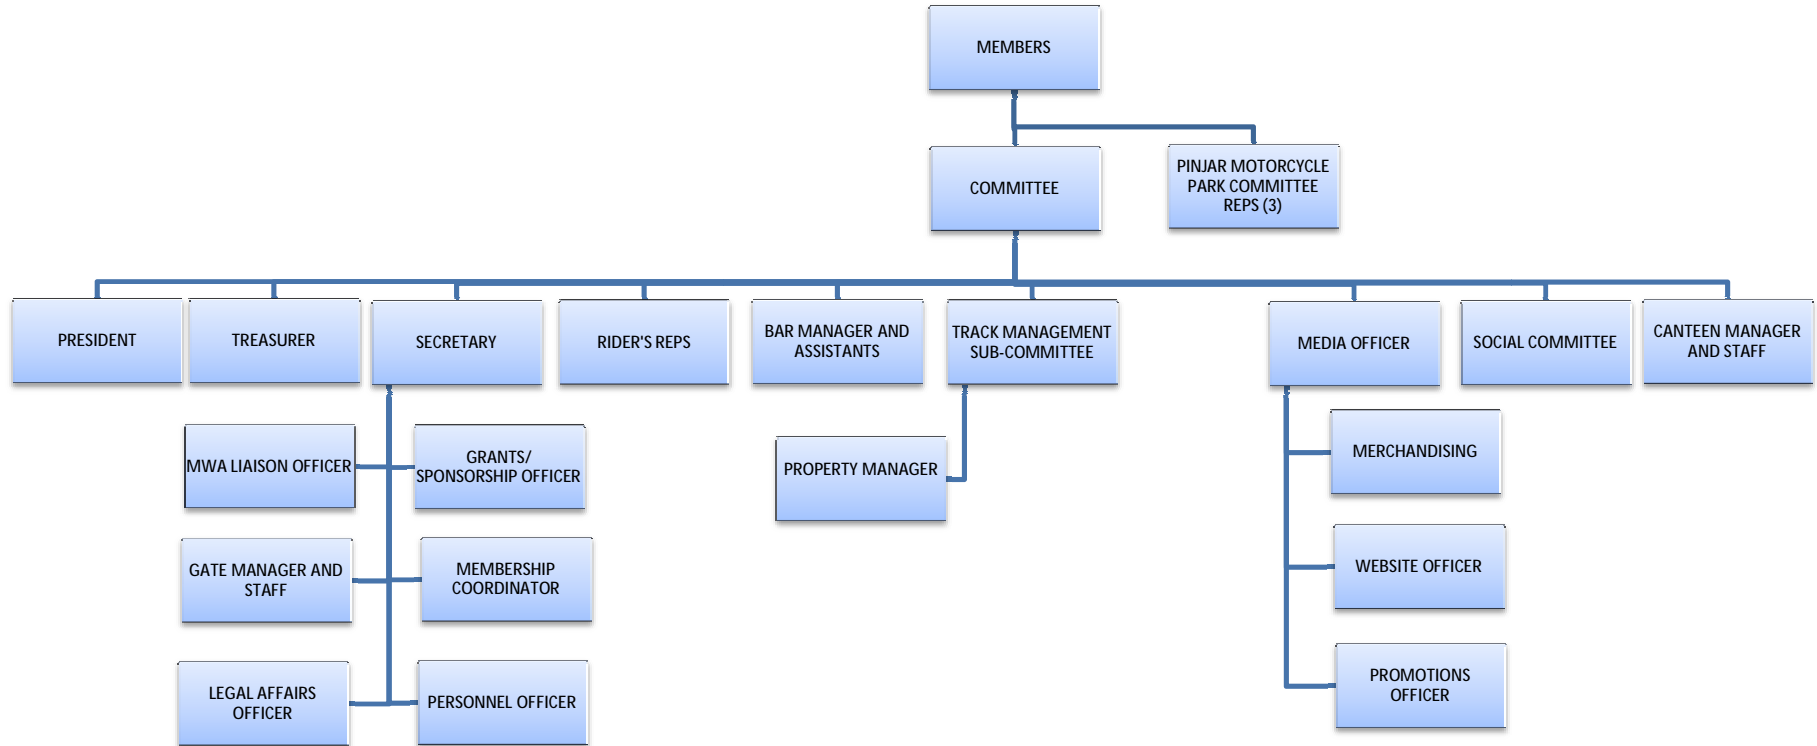 MEMBERS
COMMITTEE
PINJAR MOTORCYCLE
PARK COMMITTEE
REPS (3)
PRESIDENT
TREASURER
SECRETARY
RIDER'S REPS
BAR MANAGER AND
ASSISTANTS
TRACK MANAGEMENT
SUB-COMMITTEE
MEDIA OFFICER
SOCIAL COMMITTEE
CANTEEN MANAGER
AND STAFF
MWA LIAISON OFFICER
GRANTS/
SPONSORSHIP OFFICER
PROPERTY MANAGER
MERCHANDISING
GATE MANAGER AND
STAFF
MEMBERSHIP
COORDINATOR
WEBSITE OFFICER
LEGAL AFFAIRS
OFFICER
PERSONNEL OFFICER
PROMOTIONS
OFFICER